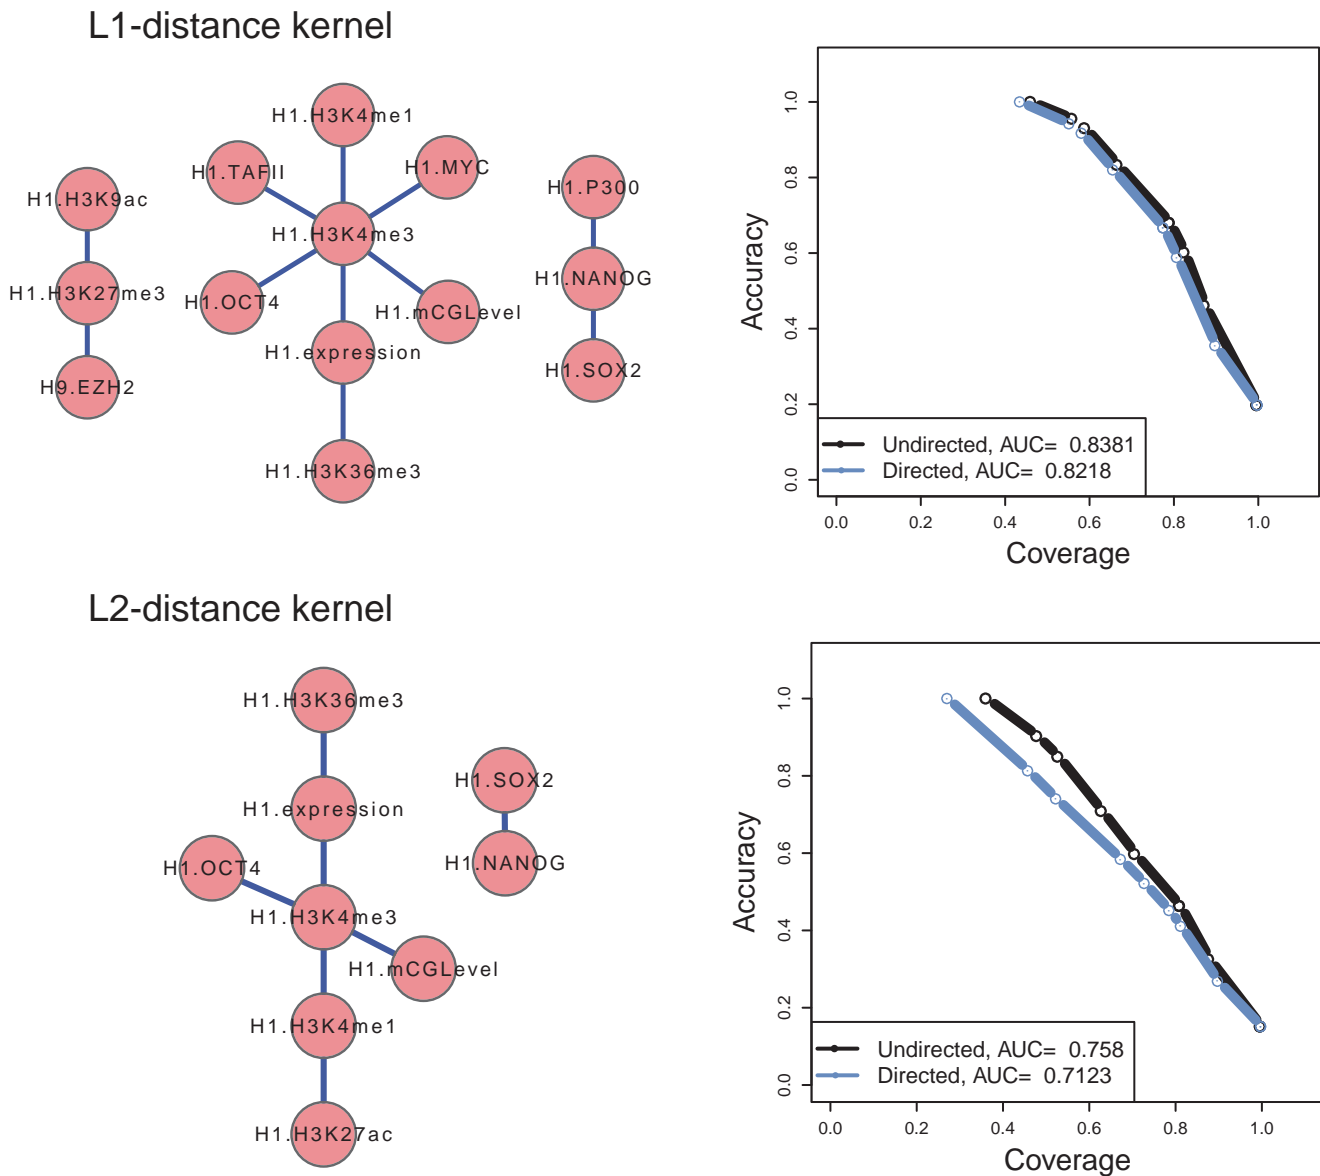 L1-distance kernel
H1.H3K4me1
H1.TAFII
H1.MYC
H1.H3K9ac
H1.P300
H1.H3K4me3
H1.H3K27me3
H1.NANOG
H1.OCT4
H1.mCGLevel
H1.expression
H9.EZH2
H1.SOX2
H1.H3K36me3
Accuracy
1.0
0.8
0.6
0.4
0.2
0.0
Undirected, AUC= 0.8381
Directed, AUC= 0.8218
0.0 0.2 0.4 0.6 0.8 1.0
Coverage
L2-distance kernel
H1.H3K36me3
H1.SOX2
H1.expression
H1.NANOG
H1.OCT4
H1.H3K4me3
H1.mCGLevel
H1.H3K4me1
H1.H3K27ac
Accuracy
1.0
0.8
0.6
0.4
0.2
0.0
Undirected, AUC= 0.758
Directed, AUC= 0.7123
0.0 0.2 0.4 0.6 0.8 1.0
Coverage